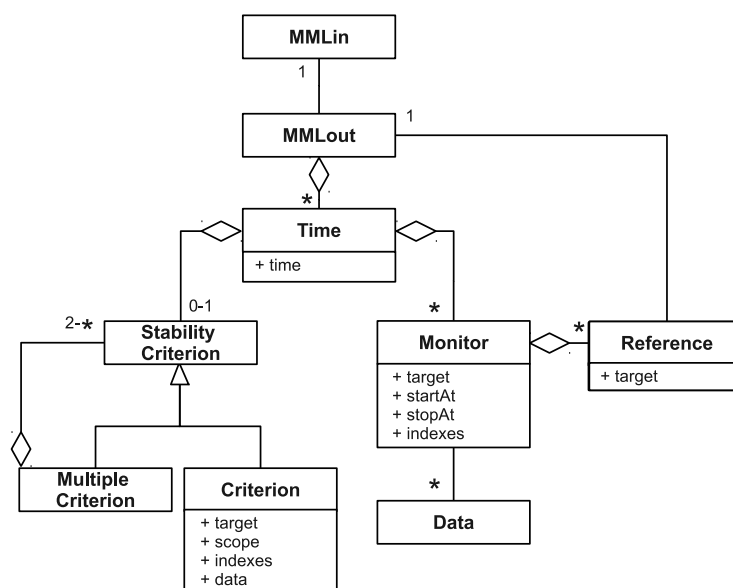 MMLin
1
MMLout
1
*
Time
+ time
0-1
2-*
*
*
Stability
Criterion
Monitor
+ target
+ startAt
+ stopAt
+ indexes
Reference
+ target
Multiple
Criterion
Criterion
+ target
+ scope
+ indexes
+ data
*
Data